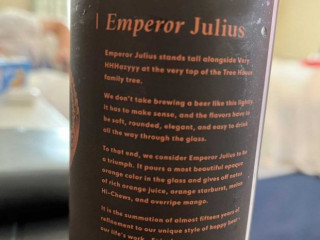 Emperor Julius
Emperor Julius stands tall alongside Very
HHHazyyy at the very top of the Tree House
family tree.
We don't take brewing a beer like this lightly.
It has to make sense, and the flavors have to
be soft, rounded, elegant, and easy to drink
all the way through the glass.
To that end, we consider Emperor Julius to be
a triumph. It pours a most beautiful opaque
orange color in the glass and gives off notes
of rich orange juice, orange starburst, melon
Hi-Chews, and overripe mango.
It is the summation of almost fifteen years of
refinement to our unique style of hoppy beer—
our life's work.